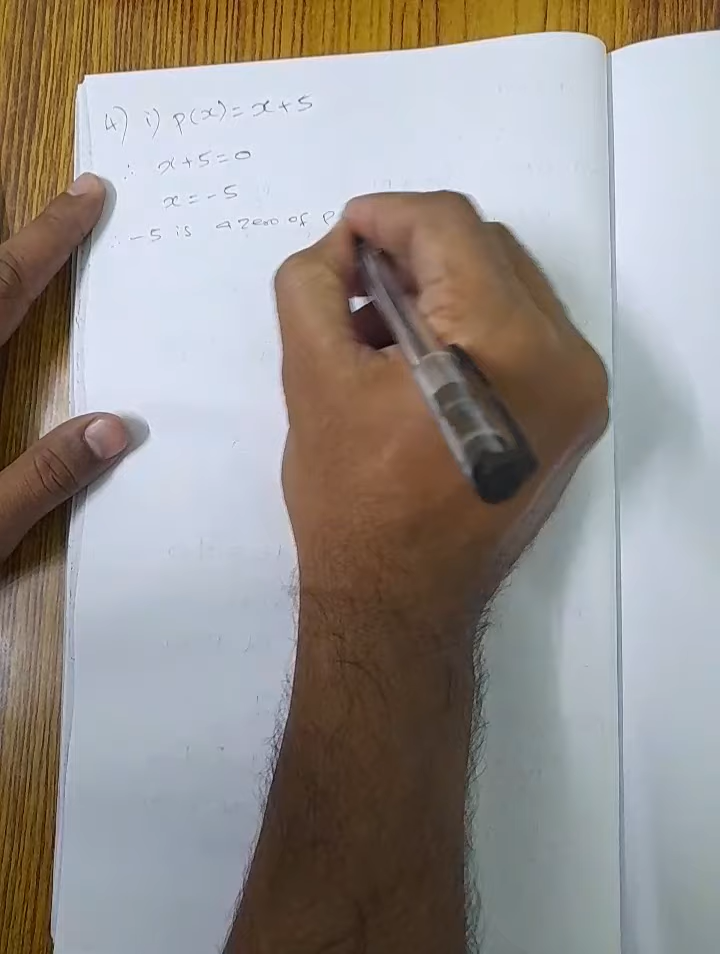 4) i) p(x) = x + 5
∴ x + 5 = 0
x = - 5
∴ -5 is a zero of P